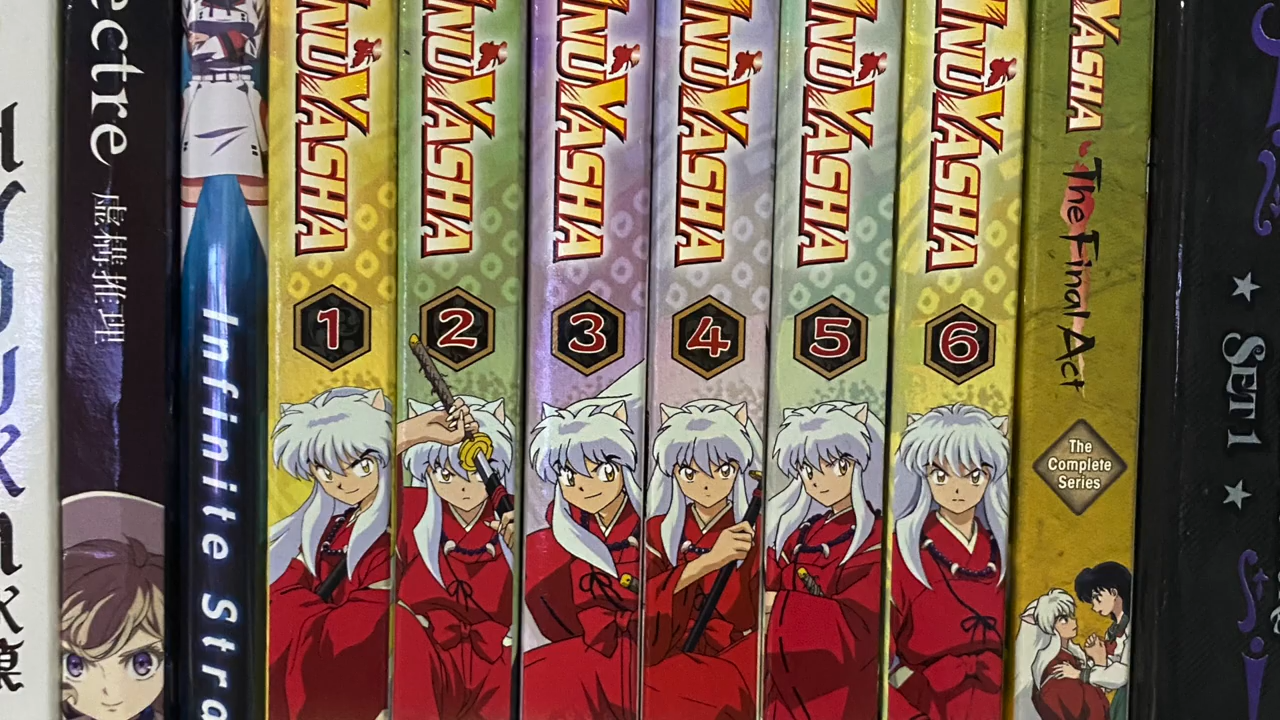 ectre
虚構推理
Infinite Stra
INUYASHA
1
INUYASHA
2
INUYASHA
3
INUYASHA
4
INUYASHA
5
INUYASHA
6
YASHA
The Final Act
The
Complete
Series
SET 1